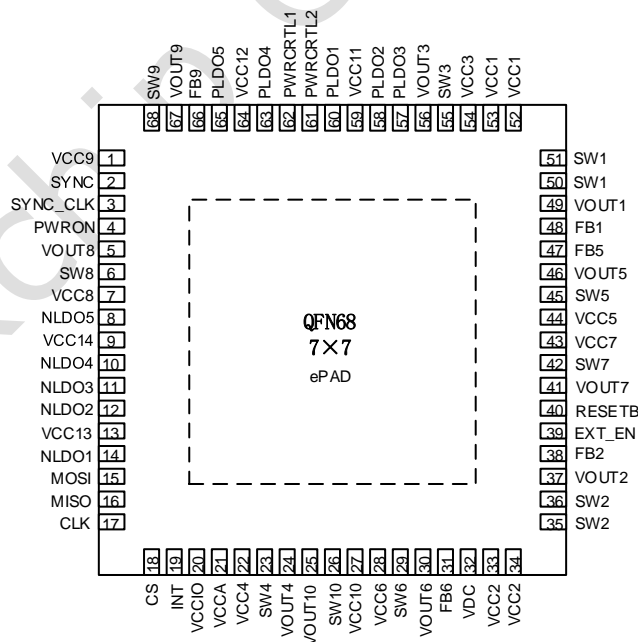 SW9
VOUT9
FB9
PLDO5
VCC12
PLDO4
PWRCRTL1
PWRCRTL2
PLDO1
VCC11
PLDO2
PLDO3
VOUT3
SW3
VCC3
VCC1
VCC1
68
67
66
65
64
63
62
61
60
59
58
57
56
55
54
53
52
VCC9 1
SYNC 2
SYNC_CLK 3
PWRON 4
VOUT8 5
SW8 6
VCC8 7
NLDO5 8
VCC14 9
NLDO4 10
NLDO3 11
NLDO2 12
VCC13 13
NLDO1 14
MOSI 15
MISO 16
CLK 17
QFN68
7×7
ePAD
51 SW1
50 SW1
49 VOUT1
48 FB1
47 FB5
46 VOUT5
45 SW5
44 VCC5
43 VCC7
42 SW7
41 VOUT7
40 RESETB
39 EXT_EN
38 FB2
37 VOUT2
36 SW2
35 SW2
18
19
20
21
22
23
24
25
26
27
28
29
30
31
32
33
34
CS
INT
VCCIO
VCCA
VCC4
SW4
VOUT4
VOUT10
SW10
VCC10
VCC6
SW6
VOUT6
FB6
VDC
VCC2
VCC2